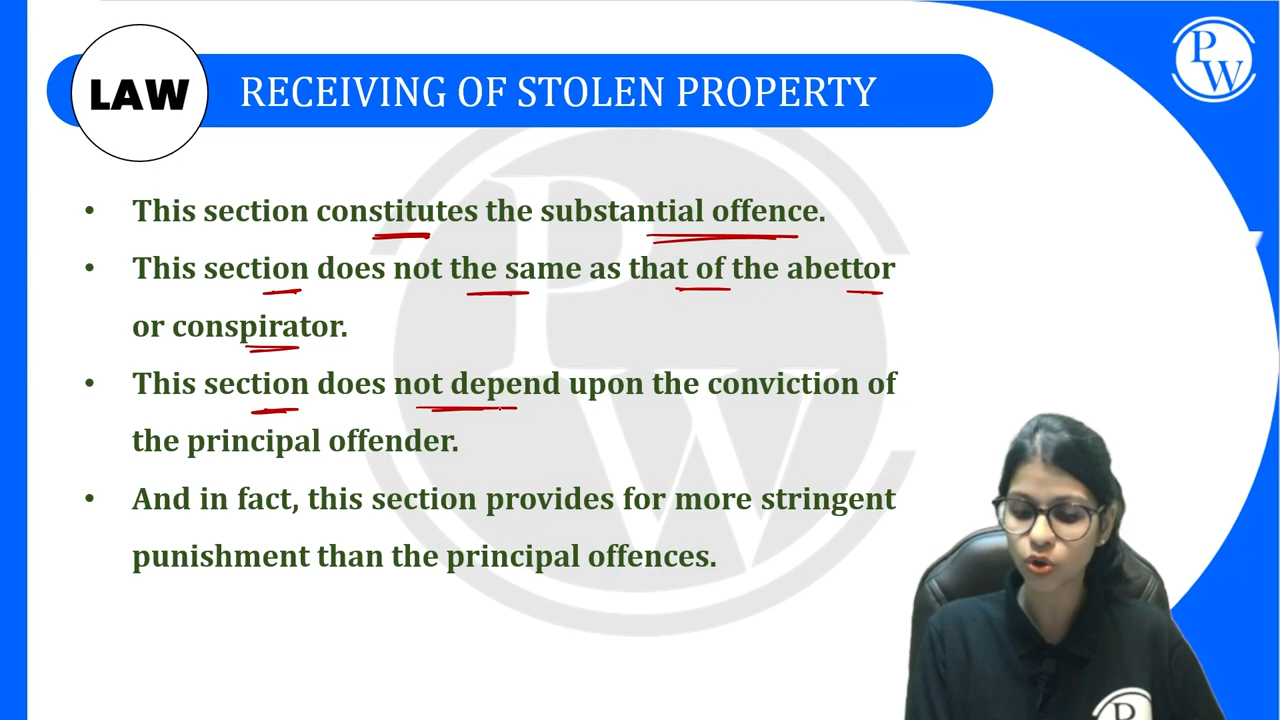 LAW
RECEIVING OF STOLEN PROPERTY
PW
• This section constitutes the substantial offence.
• This section does not the same as that of the abettor
or conspirator.
• This section does not depend upon the conviction of
the principal offender.
• And in fact, this section provides for more stringent
punishment than the principal offences.
PW
P